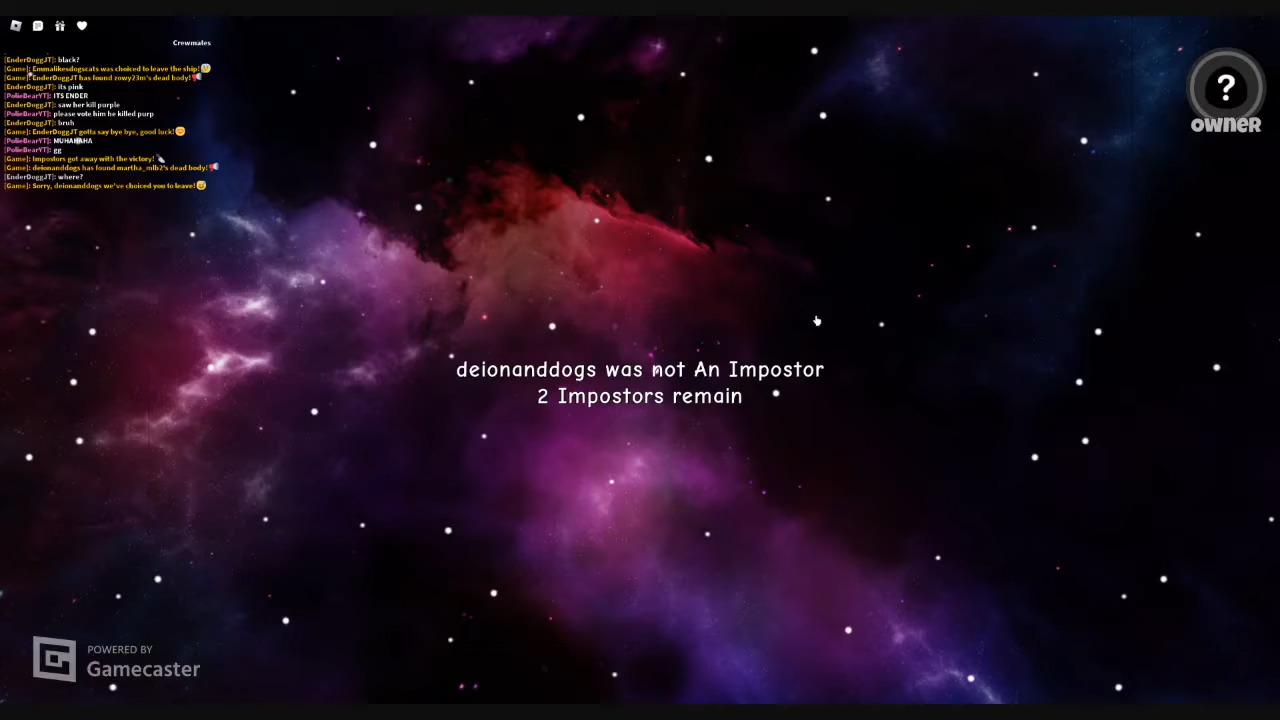 Crewmates
[EnderDoggJT]: black?
[Game]: Emmalikesdogscats was choiced to leave the ship!
[Game]: EnderDoggJT has found zowy23m's dead body!
[EnderDoggJT]: its pink
[PolieBearYT]: ITS ENDER
[EnderDoggJT]: saw her kill purple
[PolieBearYT]: please vote him he killed purp
[EnderDoggJT]: bruh
[Game]: EnderDoggJT gotta say bye bye, good luck!
[PolieBearYT]: MUHAHAHA
[PolieBearYT]: gg
[Game]: Impostors got away with the victory!
[Game]: deionanddogs has found martha_mlb2's dead body!
[EnderDoggJT]: where?
[Game]: Sorry, deionanddogs we've choiced you to leave!
?
OWNER
deionanddogs was not An Impostor
2 Impostors remain
POWERED BY
Gamecaster